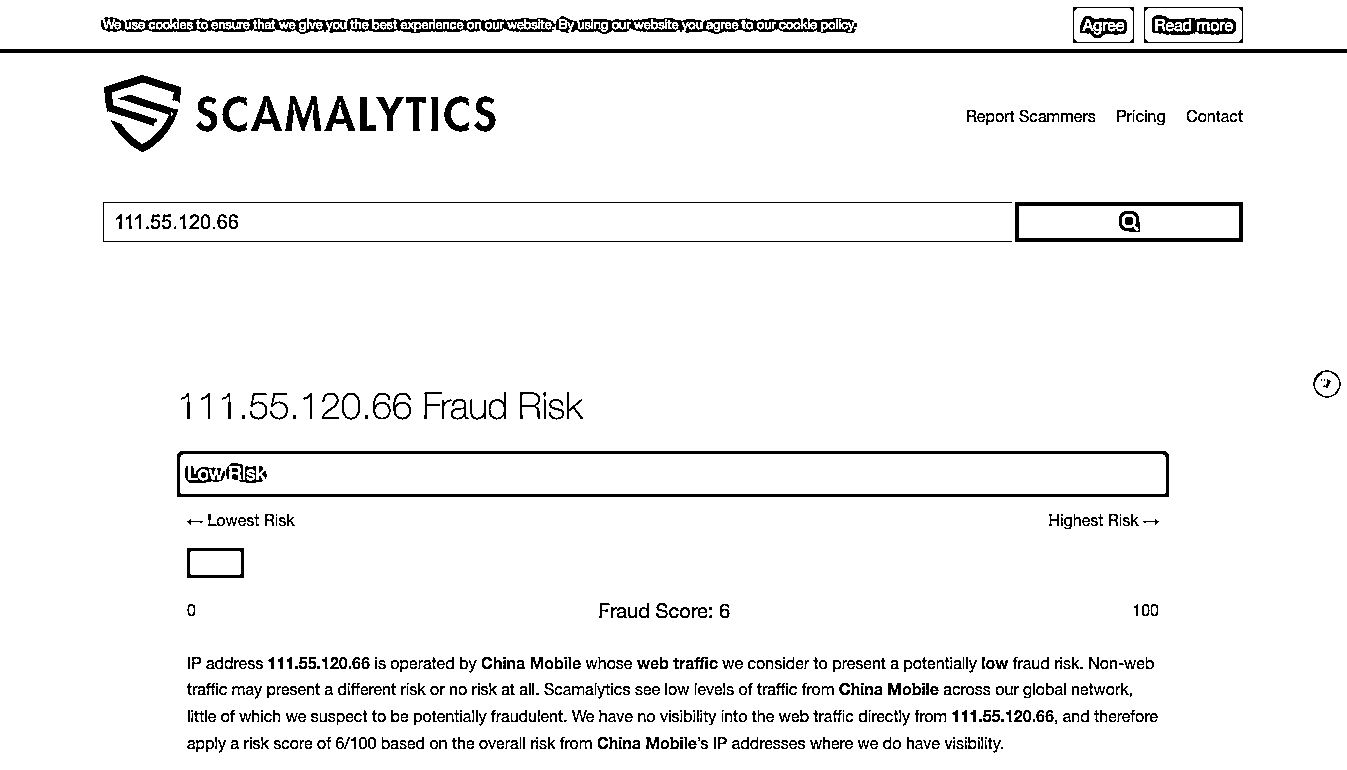 We use cookies to ensure that we give you the best experience on our website. By using our website you agree to our cookie policy.
Agree
Read more
SCAMALYTICS
Report Scammers
Pricing
Contact
111.55.120.66
111.55.120.66 Fraud Risk
Low Risk
← Lowest Risk
Highest Risk →
0
Fraud Score: 6
100
IP address 111.55.120.66 is operated by China Mobile whose web traffic we consider to present a potentially low fraud risk. Non-web
traffic may present a different risk or no risk at all. Scamalytics see low levels of traffic from China Mobile across our global network,
little of which we suspect to be potentially fraudulent. We have no visibility into the web traffic directly from 111.55.120.66, and therefore
apply a risk score of 6/100 based on the overall risk from China Mobile's IP addresses where we do have visibility.